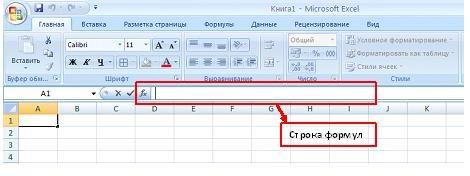 Книга1 - Microsoft Excel
Главная Вставка Разметка страницы Формулы Данные Рецензирование
Вставить
Calibri 11
Ж К Ч
Общий
% 000
Условное форматирование
Форматировать как таблицу
Стили ячеек
Буфер обм... Шрифт Выравнивание Число Стили
A1 fx
A B C D E F G H I J K
1
2
3
4
Строка формул